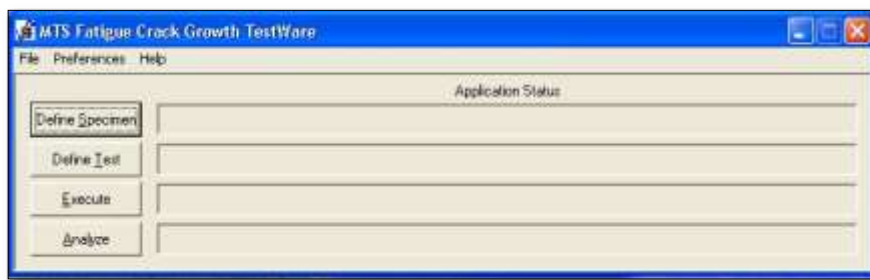 MTS Fatigue Crack Growth TestWare
File Preferences Help
Application Status
Define Specimen
Define Test
Execute
Analyze